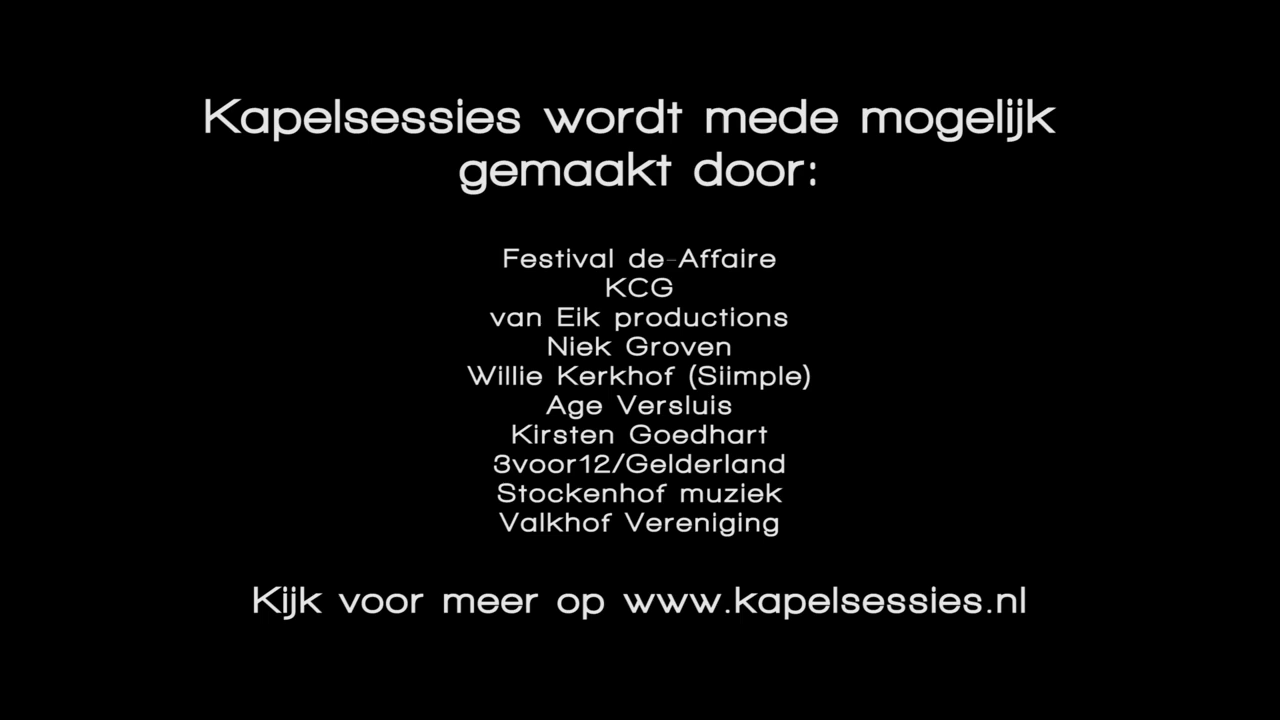 Kapelsessies wordt mede mogelijk
gemaakt door:
Festival de-Affaire
KCG
van Eik productions
Niek Groven
Willie Kerkhof (Siimple)
Age Versluis
Kirsten Goedhart
3voor12/Gelderland
Stockenhof muziek
Valkhof Vereniging
Kijk voor meer op www.kapelsessies.nl